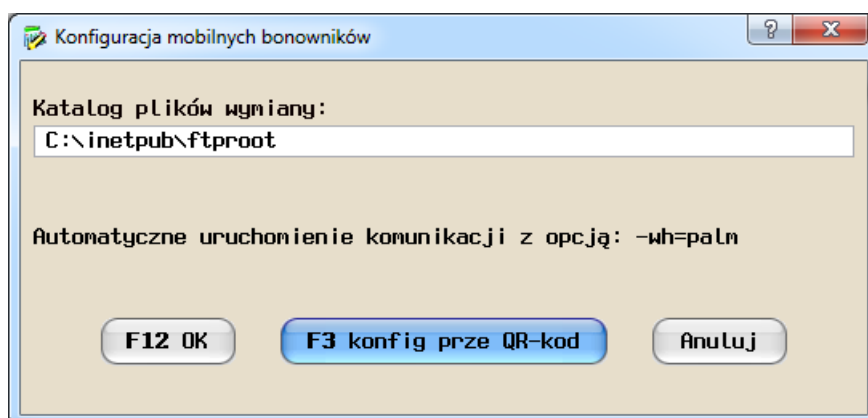 Konfiguracja mobilnych bonowników
Katalog plików wymiany:
C:\inetpub\ftproot
Automatyczne uruchomienie komunikacji z opcją: -wh=palm
F12 OK F3 konfig prze QR-kod Anuluj